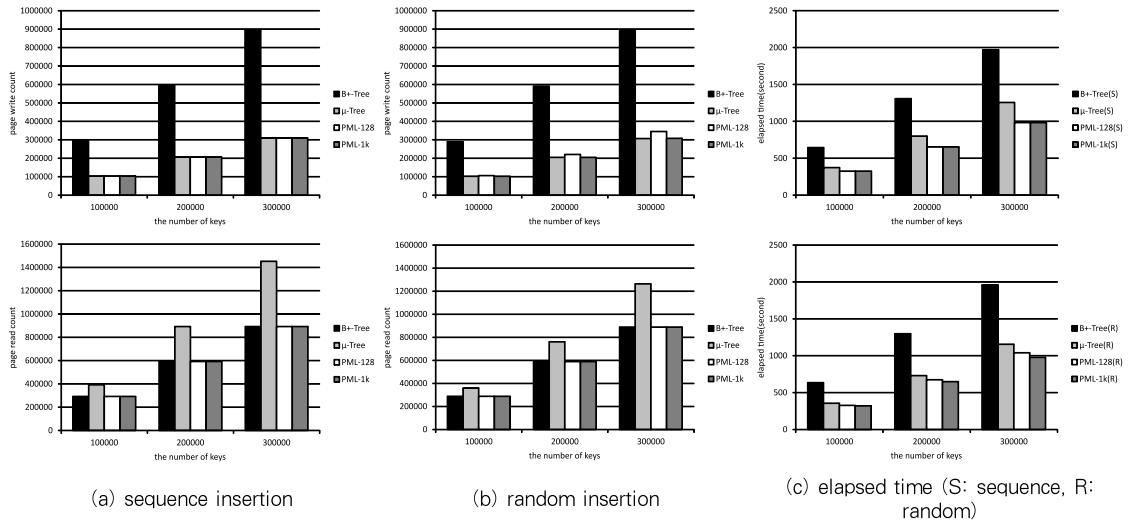 1000000
900000
800000
700000
600000
500000
400000
300000
200000
100000
0
page write count
100000 200000 300000
the number of keys
B+-Tree
μ-Tree
PML-128
PML-1k
1000000
900000
800000
700000
600000
500000
400000
300000
200000
100000
0
page write count
100000 200000 300000
the number of keys
B+-Tree
μ-Tree
PML-128
PML-1k
2500
2000
1500
1000
500
0
elapsed time(second)
100000 200000 300000
the number of keys
B+-Tree(S)
μ-Tree(S)
PML-128(S)
PML-1k(S)
1600000
1400000
1200000
1000000
800000
600000
400000
200000
0
page read count
100000 200000 300000
the number of keys
B+-Tree
μ-Tree
PML-128
PML-1k
1600000
1400000
1200000
1000000
800000
600000
400000
200000
0
page read count
100000 200000 300000
the number of keys
B+-Tree
μ-Tree
PML-128
PML-1k
2500
2000
1500
1000
500
0
elapsed time(second)
100000 200000 300000
the number of keys
B+-Tree(R)
μ-Tree(R)
PML-128(R)
PML-1k(R)
(a) sequence insertion
(b) random insertion
(c) elapsed time (S: sequence, R:
random)